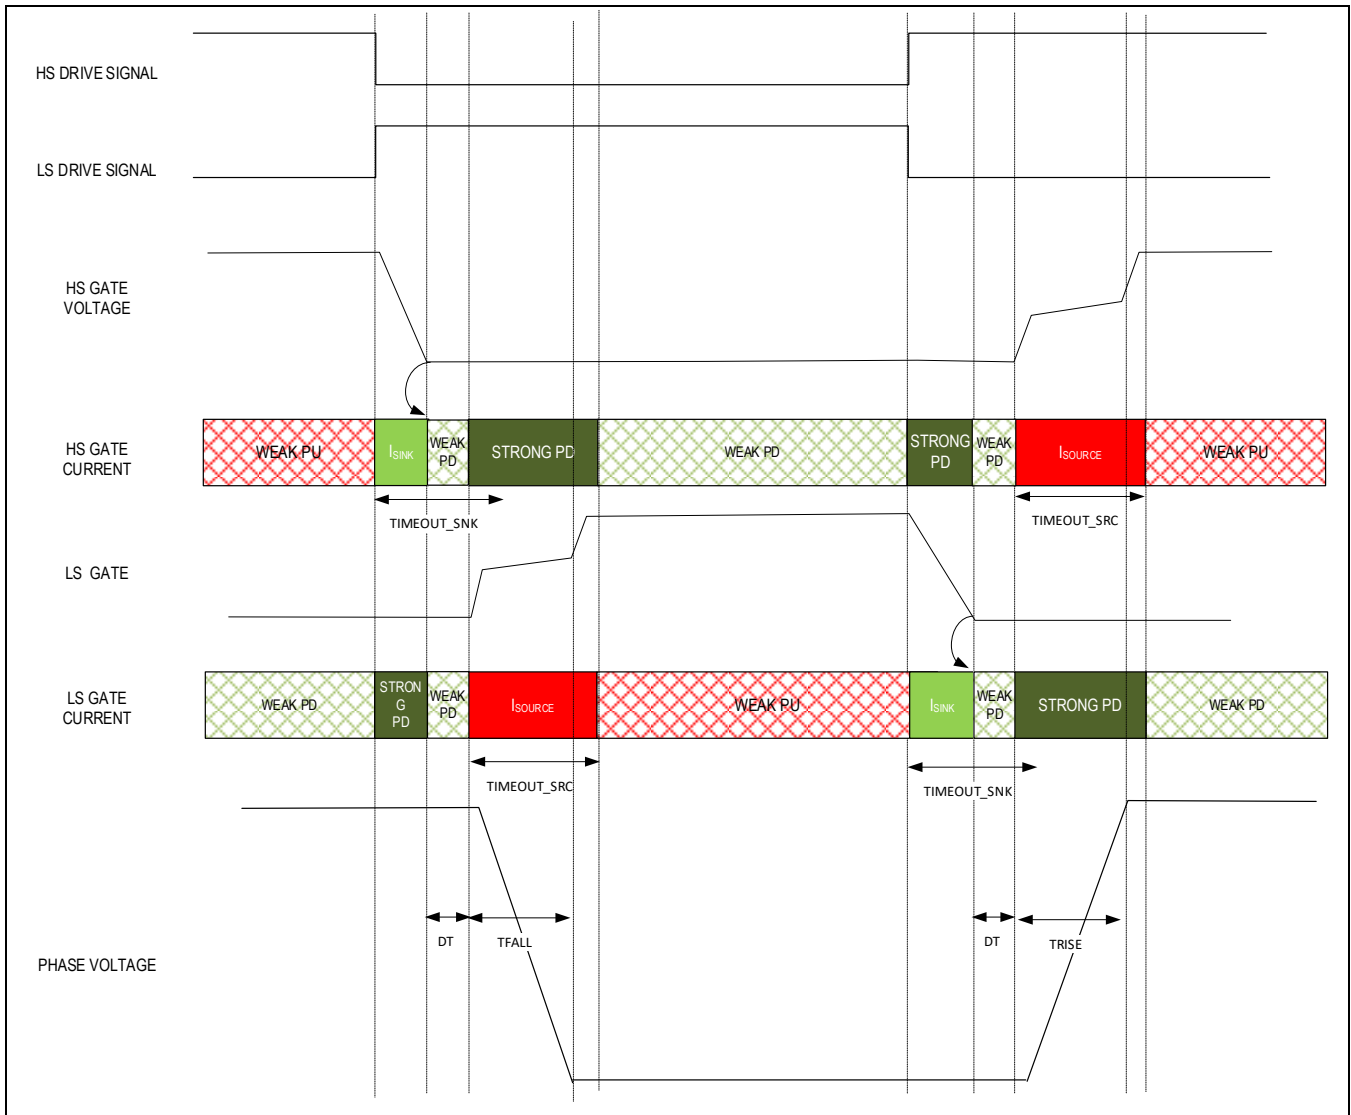 HS DRIVE SIGNAL
LS DRIVE SIGNAL
HS GATE
VOLTAGE
HS GATE
CURRENT
WEAK PU
ISINK
WEAK
PD
STRONG PD
WEAK PD
STRONG
PD
WEAK
PD
ISOURCE
WEAK PU
TIMEOUT_SNK
TIMEOUT_SRC
LS GATE
LS GATE
CURRENT
WEAK PD
STRON
G
PD
WEAK
PD
ISOURCE
WEAK PU
ISINK
WEAK
PD
STRONG PD
WEAK PD
TIMEOUT_SRC
TIMEOUT_SNK
DT
TFALL
DT
TRISE
PHASE VOLTAGE